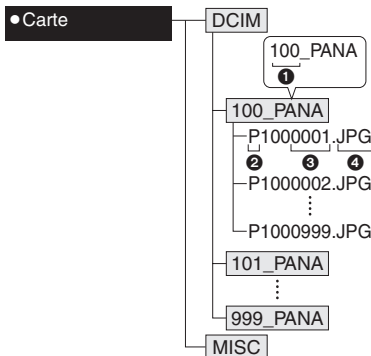 ●Carte
DCIM
100_PANA
❶
100_PANA
P1000001.JPG
❷ ❸ ❹
P1000002.JPG
P1000999.JPG
101_PANA
999_PANA
MISC